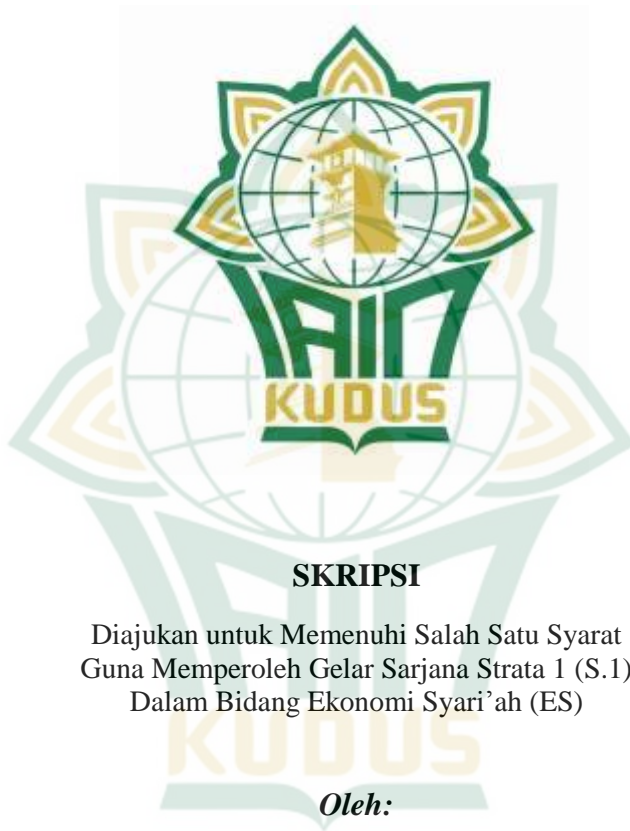 IAIN
KUDUS
SKRIPSI
Diajukan untuk Memenuhi Salah Satu Syarat
Guna Memperoleh Gelar Sarjana Strata 1 (S.1)
Dalam Bidang Ekonomi Syari’ah (ES)
KUDUS
Oleh: